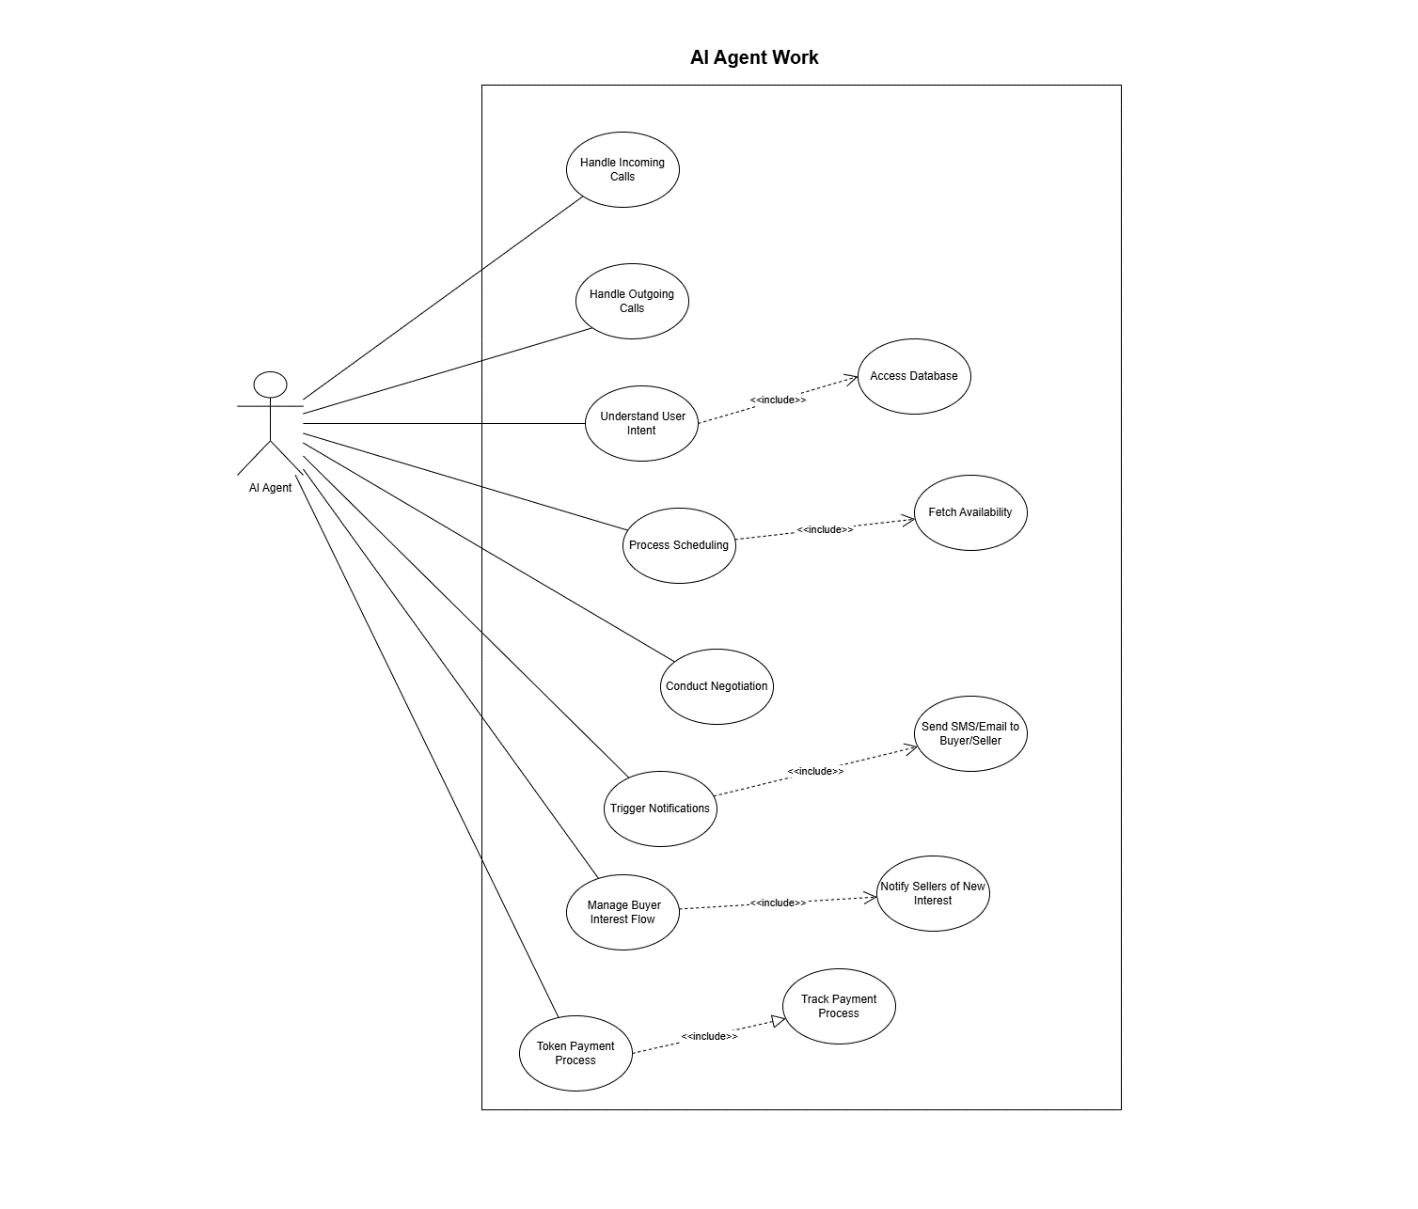 AI Agent Work
Handle Incoming
Calls
Handle Outgoing
Calls
Access Database
<<include>>
Understand User
Intent
AI Agent
Fetch Availability
<<include>>
Process Scheduling
Conduct Negotiation
Send SMS/Email to
Buyer/Seller
<<include>>
Trigger Notifications
Notify Sellers of New
Interest
<<include>>
Manage Buyer
Interest Flow
Track Payment
Process
<<include>>
Token Payment
Process